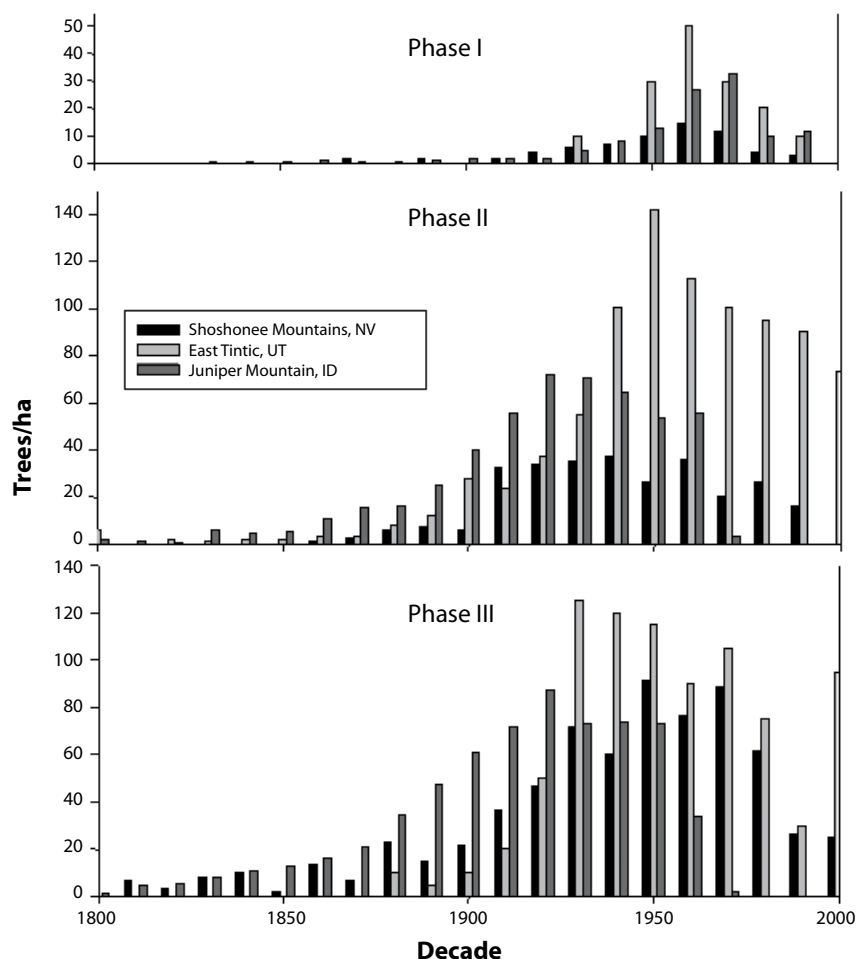 50
Phase I
40
30
20
10
0
140
Phase II
120
100
Shoshonee Mountains, NV
East Tintic, UT
80
Juniper Mountain, ID
60
Trees/ha
40
20
0
140
Phase III
120
100
80
60
40
20
0
1800 1850 1900 1950 2000
Decade